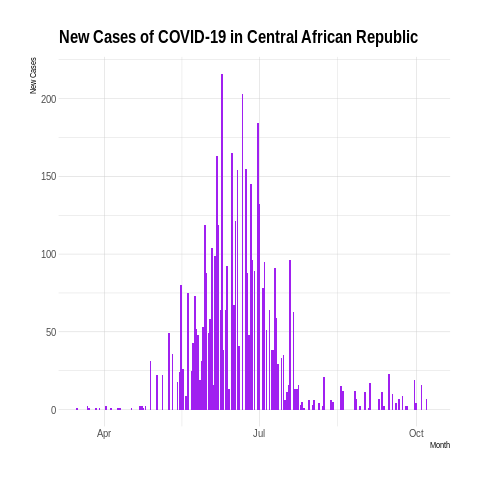 New Cases of COVID-19 in Central African Republic
New Cases
200
150
100
50
0
Apr
Jul
Oct
Month